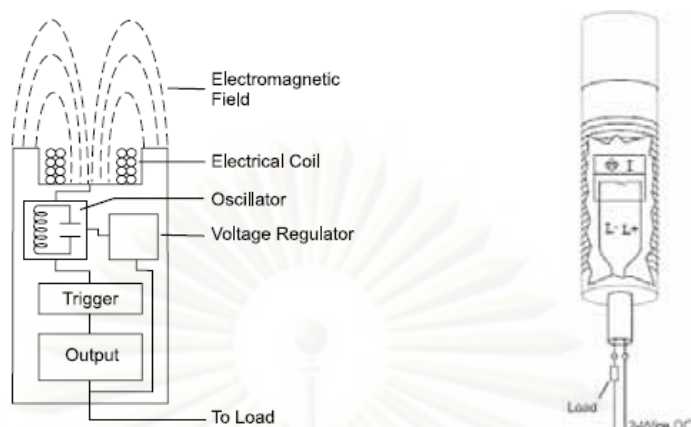 Electromagnetic
Field
Electrical Coil
Oscillator
Voltage Regulator
Trigger
Output
To Load
I
L- L+
Load